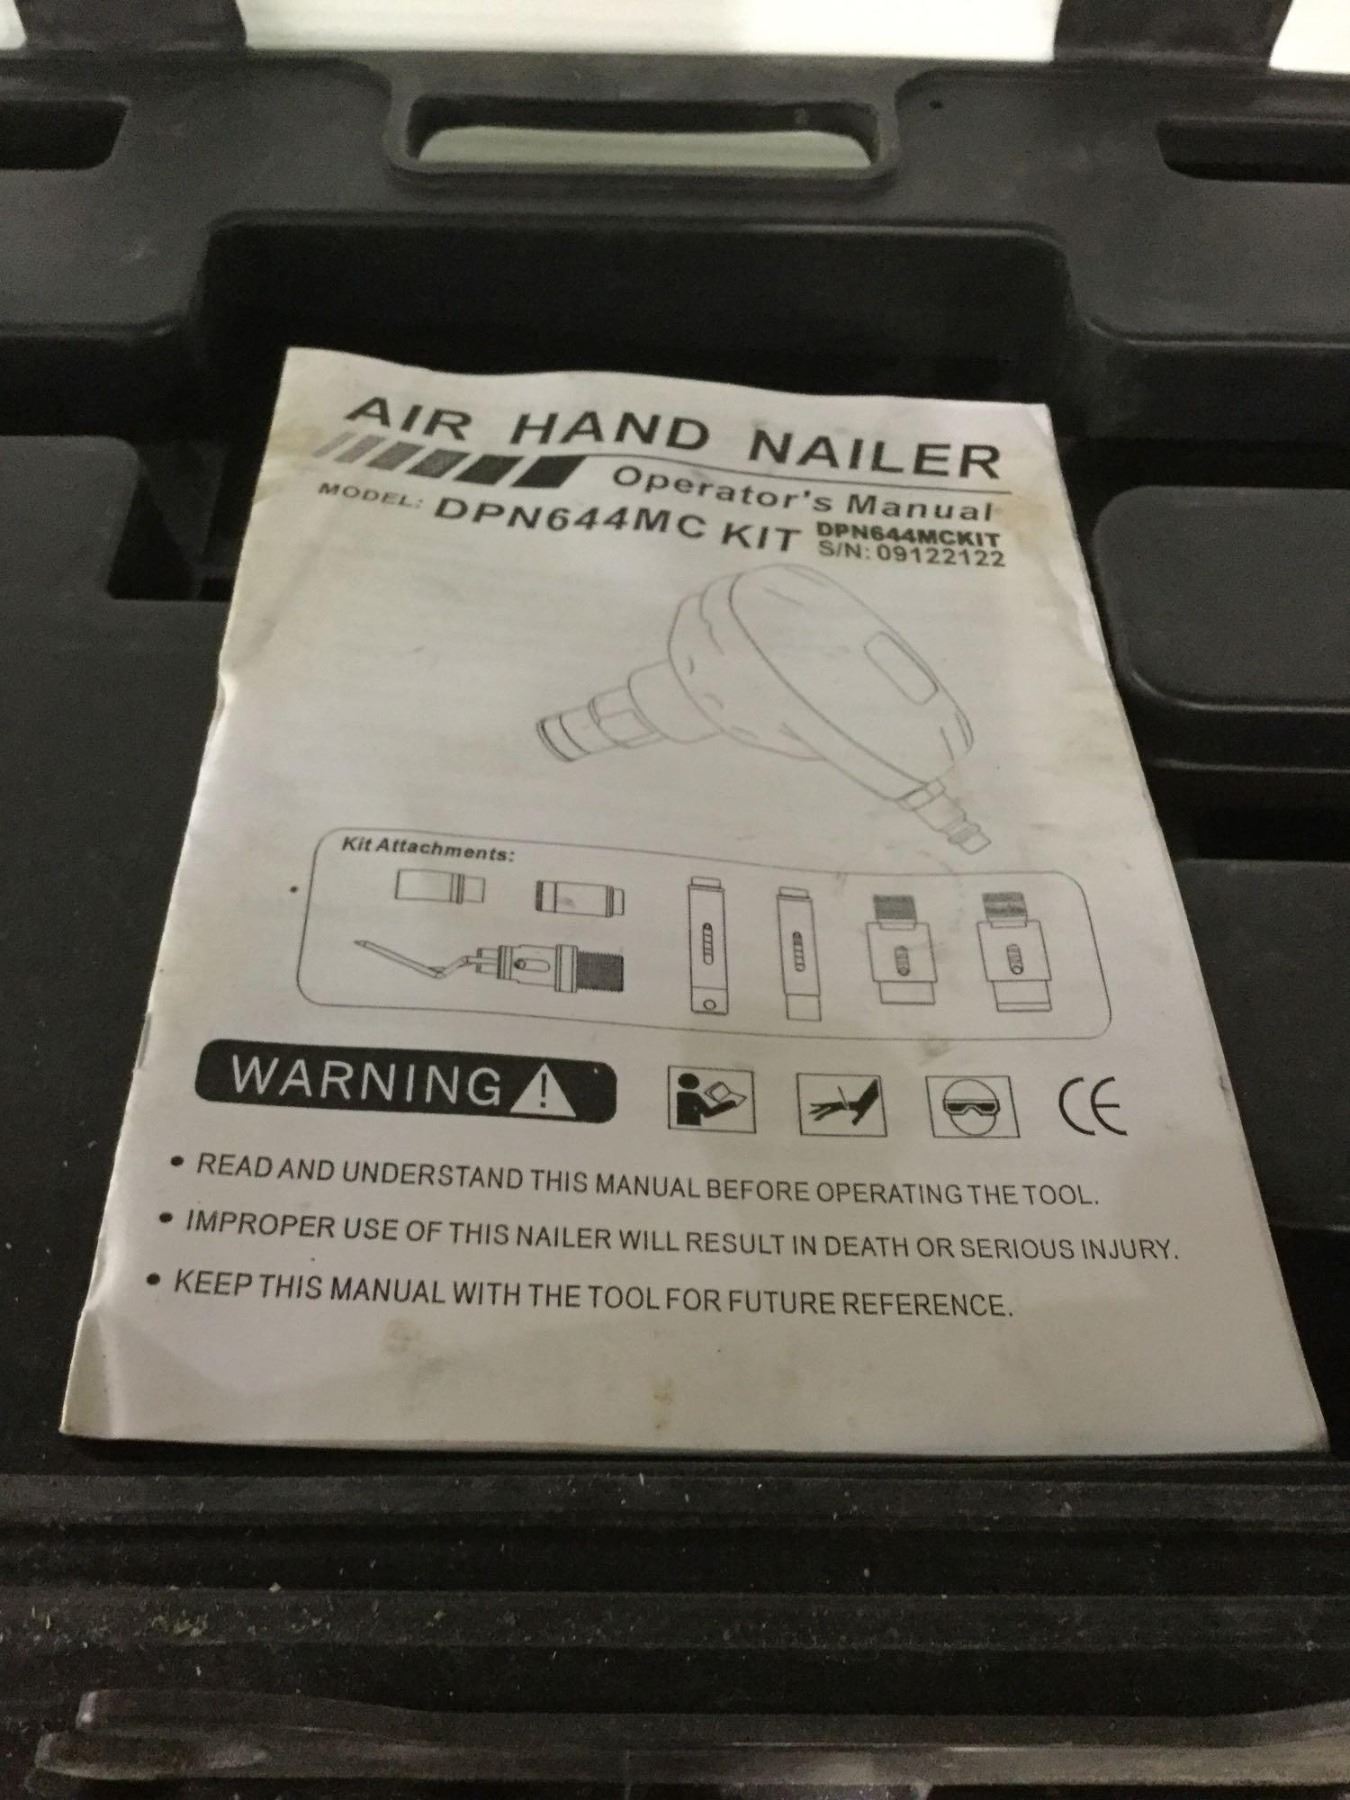 AIR HAND NAILER
Operator's Manual
MODEL: DPN644MC KIT DPN644MCKIT
S/N: 09122122
Kit Attachments:
WARNING
CE
• READ AND UNDERSTAND THIS MANUAL BEFORE OPERATING THE TOOL.
• IMPROPER USE OF THIS NAILER WILL RESULT IN DEATH OR SERIOUS INJURY.
• KEEP THIS MANUAL WITH THE TOOL FOR FUTURE REFERENCE.